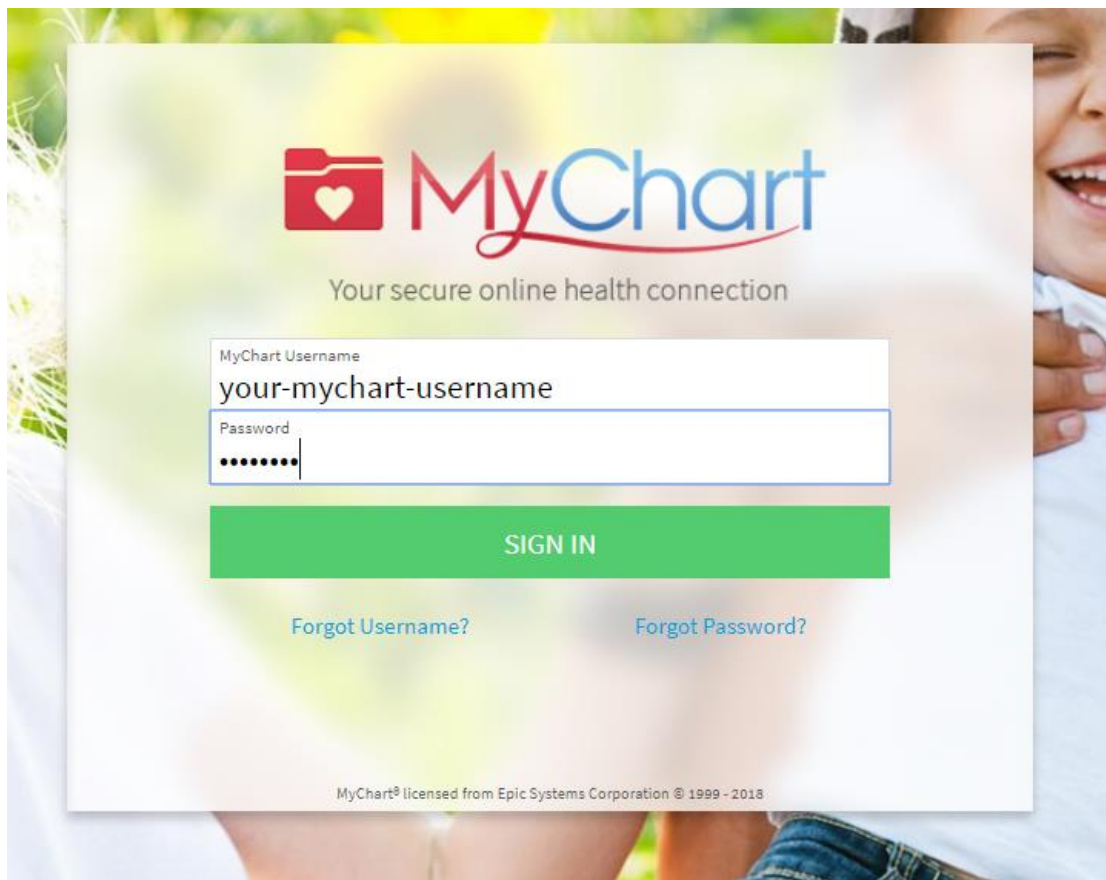 MyChart
Your secure online health connection
MyChart Username
your-mychart-username
Password
••••••••
SIGN IN
Forgot Username? Forgot Password?
MyChart® licensed from Epic Systems Corporation © 1999 - 2018